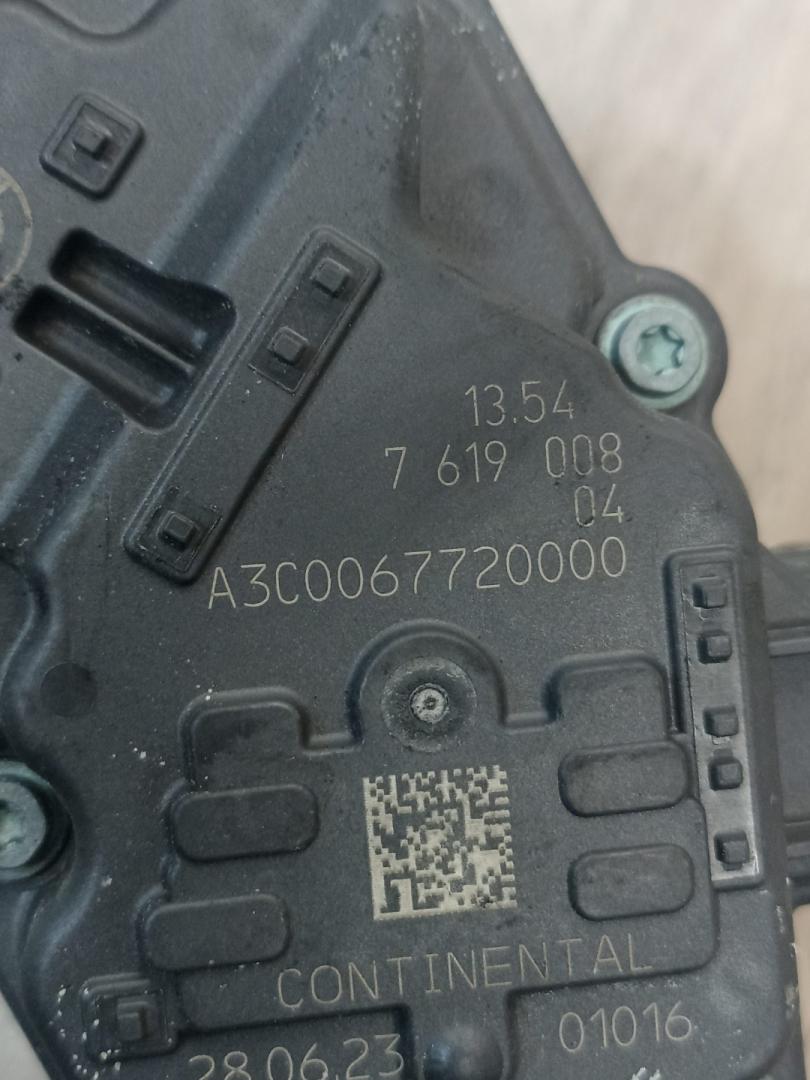 13.54
7 619 008
04
A3C0067720000
CONTINENTAL
28.06.23 01016